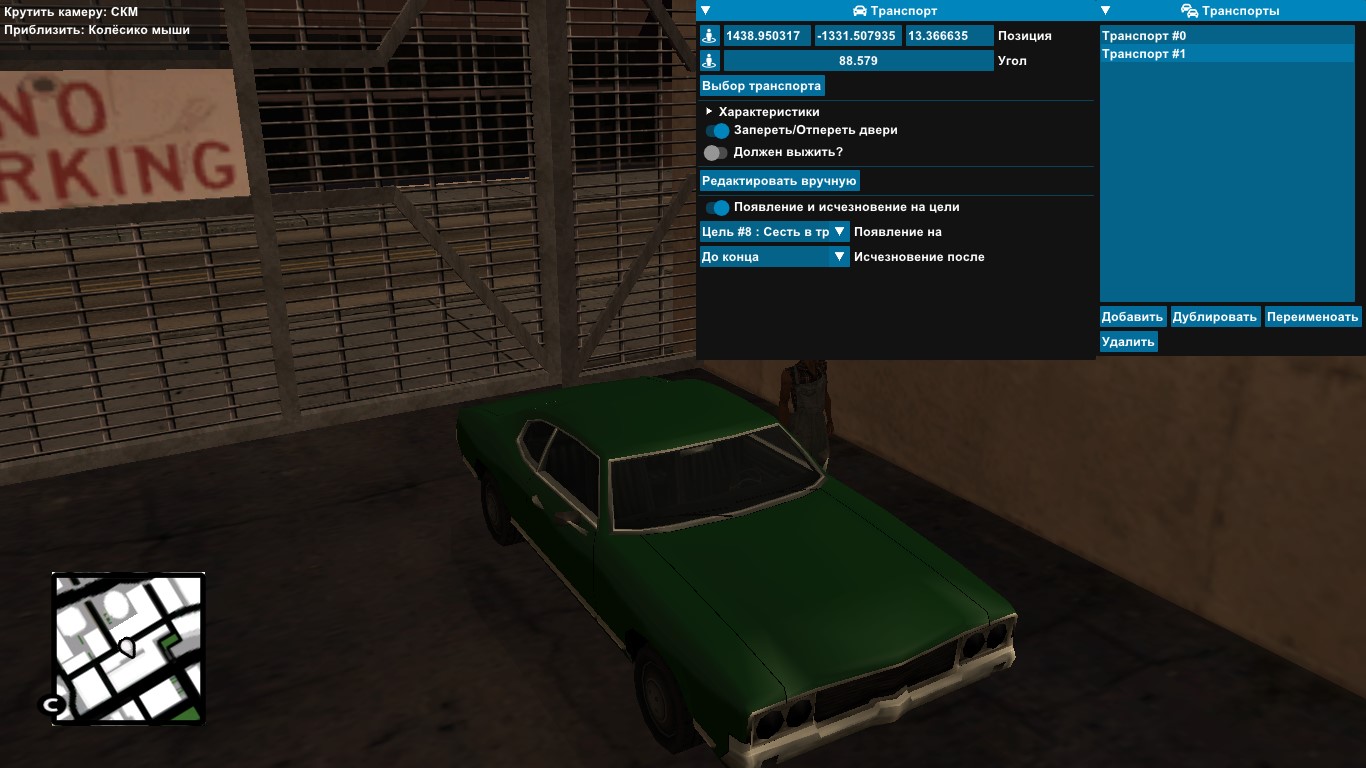 Крутить камеру: СКМ
Приблизить: Колёсико мыши
NO
RKING
Транспорт
1438.950317 -1331.507935 13.366635 Позиция
88.579 Угол
Выбор транспорта
Характеристики
Запереть/Отпереть двери
Должен выжить?
Редактировать вручную
Появление и исчезновение на цели
Цель #8 : Сесть в тр Появление на
До конца Исчезновение после
Транспорты
Транспорт #0
Транспорт #1
Добавить Дублировать Переименоать
Удалить
C